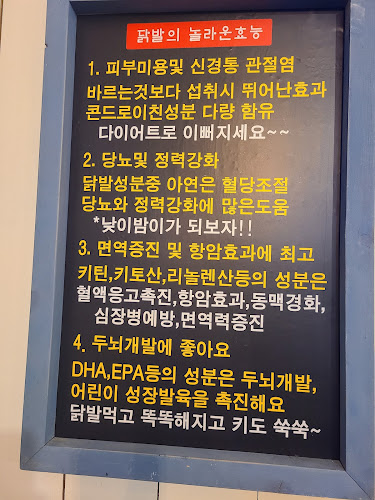 닭발의 놀라운효능
1. 피부미용및 신경통 관절염
바르는것보다 섭취시 뛰어난효과
콘드로이친성분 다량 함유
다이어트로 이뻐지세요~~
2. 당뇨및 정력강화
닭발성분중 아연은 혈당조절
당뇨와 정력강화에 많은도움
*낮이밤이가 되보자!!
3. 면역증진 및 항암효과에 최고
키틴,키토산,리놀렌산등의 성분은
혈액응고촉진,항암효과,동맥경화,
심장병예방,면역력증진
4. 두뇌개발에 좋아요
DHA,EPA등의 성분은 두뇌개발,
어린이 성장발육을 촉진해요
닭발먹고 똑똑해지고 키도 쑥쑥~